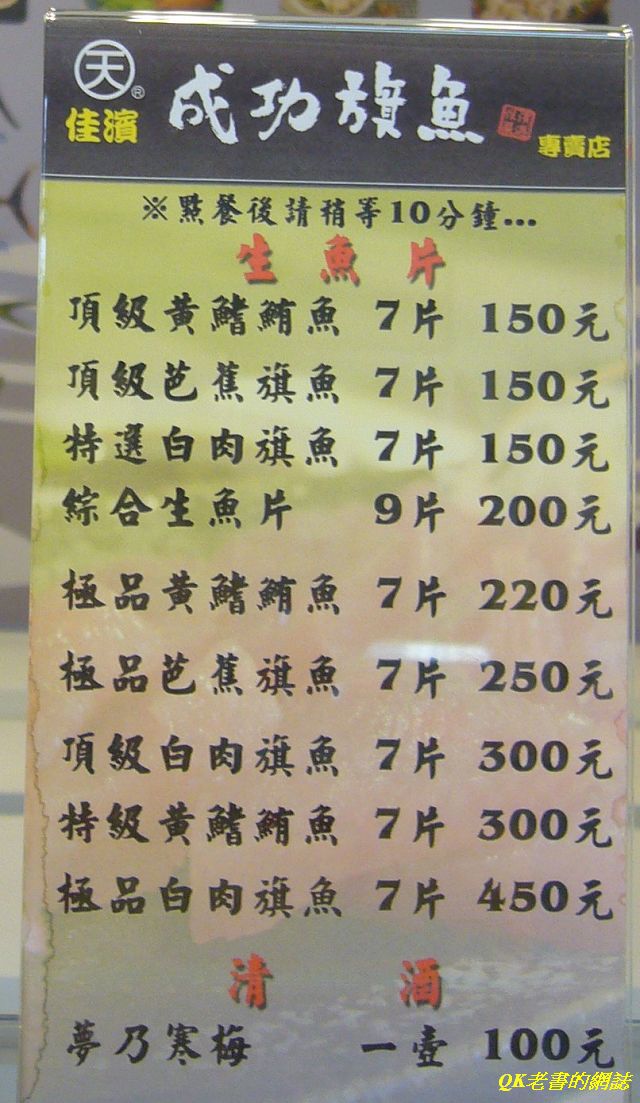 天®
佳濱 成功旗魚 專賣店
※點餐後請稍等10分鐘...
生魚片
頂級黃鰭鮪魚 7片 150元
頂級芭蕉旗魚 7片 150元
特選白肉旗魚 7片 150元
綜合生魚片 9片 200元
極品黃鰭鮪魚 7片 220元
極品芭蕉旗魚 7片 250元
頂級白肉旗魚 7片 300元
特級黃鰭鮪魚 7片 300元
極品白肉旗魚 7片 450元
清酒
夢乃寒梅 一壺 100元
QK老書的網誌